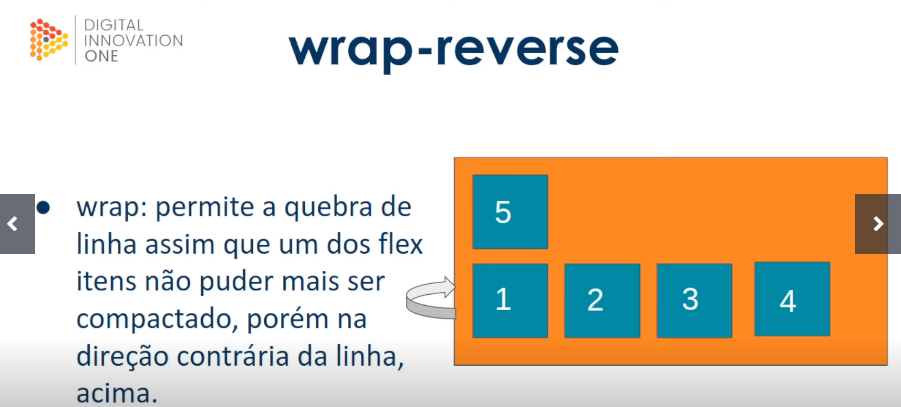 DIGITAL
INNOVATION
ONE
wrap-reverse
wrap: permite a quebra de
linha assim que um dos flex
itens não puder mais ser
compactado, porém na
direção contrária da linha,
acima.
5
1 2 3 4